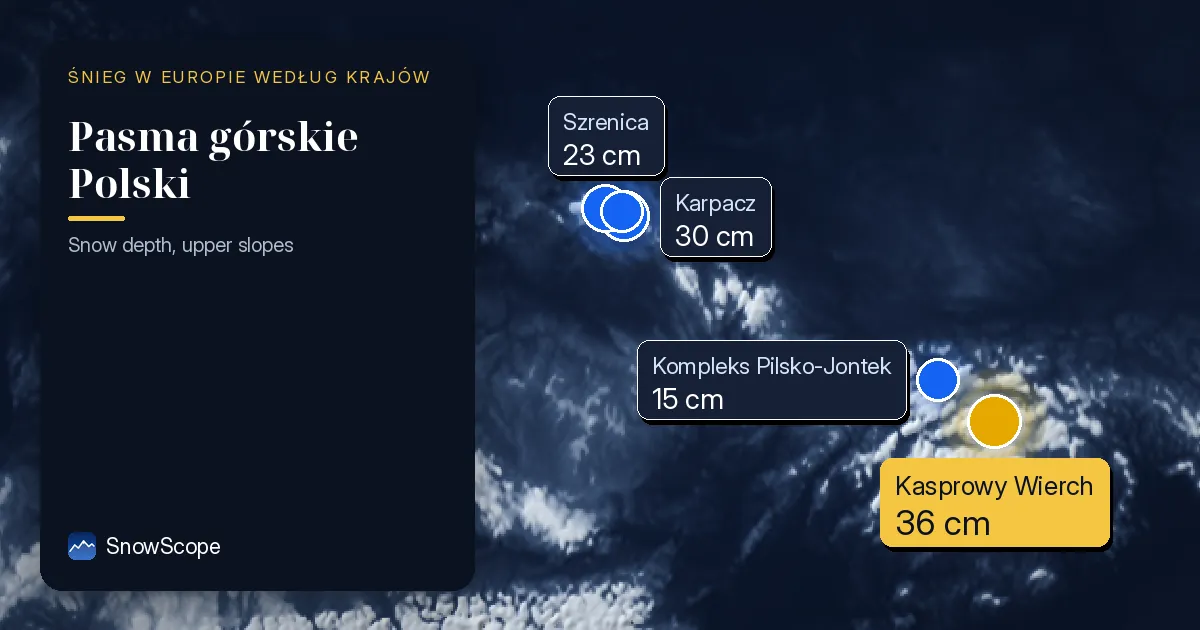 ŚNIEG W EUROPIE WEDŁUG KRAJÓW
Pasma górskie
Polski
Snow depth, upper slopes
SnowScope
Szrenica
23 cm
Karpacz
30 cm
Kompleks Pilsko-Jontek
15 cm
Kasprowy Wierch
36 cm